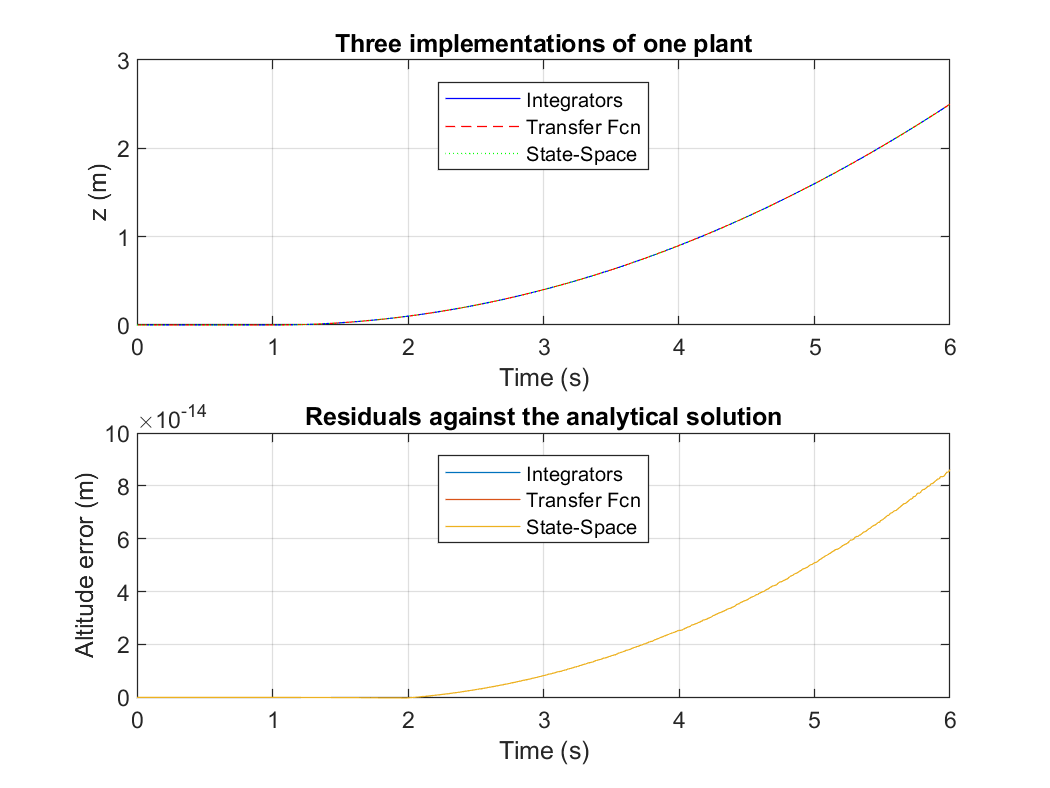 Three implementations of one plant
3
2
1
0
z (m)
Integrators
Transfer Fcn
State-Space
0 1 2 3 4 5 6
Time (s)
×10-14
Residuals against the analytical solution
10
8
6
4
2
0
Altitude error (m)
Integrators
Transfer Fcn
State-Space
0 1 2 3 4 5 6
Time (s)